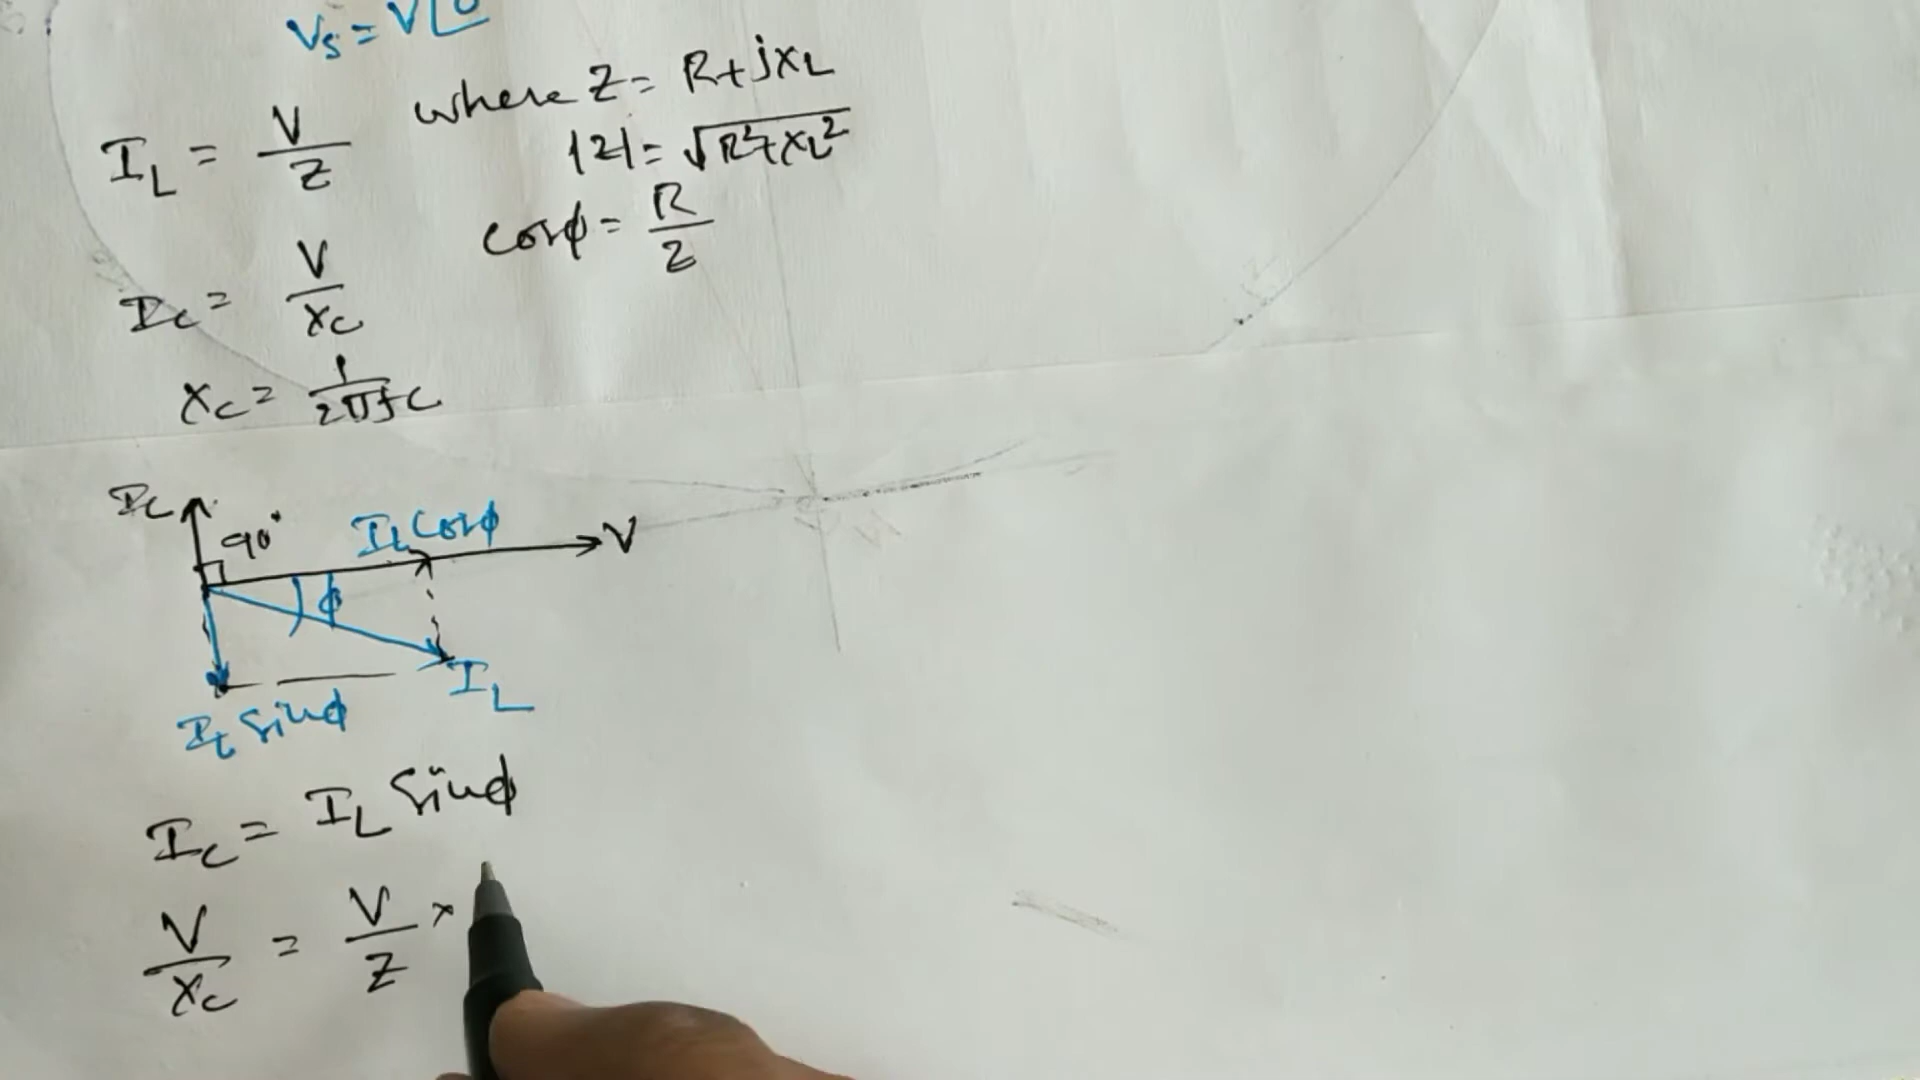 Vs = V∠0
where Z = R+jXL
IL = V/Z
|Z| = √R²+XL²
cosϕ = R/Z
Ic = V/Xc
Xc = 1/2πfC
Ic
90°
IL cosϕ
V
ϕ
IL
IL sinϕ
Ic = IL sinϕ
V/Xc = V/Z ×